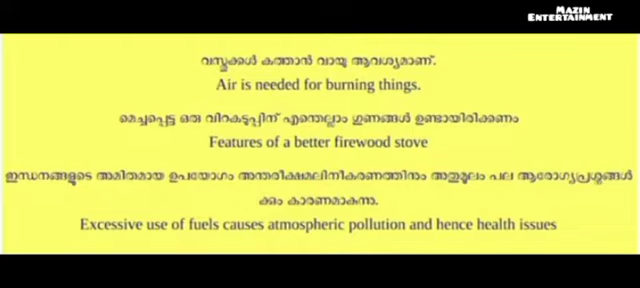 MAZIN
ENTERTAINMENT
വസ്തുക്കൾ കത്താൻ വായു ആവശ്യമാണ്.
Air is needed for burning things.
മെച്ചപ്പെട്ട ഒരു വിറകടുപ്പിന് എന്തെല്ലാം ഗുണങ്ങൾ ഉണ്ടായിരിക്കണം
Features of a better firewood stove
ഇന്ധനങ്ങളുടെ അമിതമായ ഉപയോഗം അന്തരീക്ഷമലിനീകരണത്തിനും അതുമൂലം പല ആരോഗ്യപ്രശ്നങ്ങൾ
ക്കും കാരണമാകുന്നു.
Excessive use of fuels causes atmospheric pollution and hence health issues